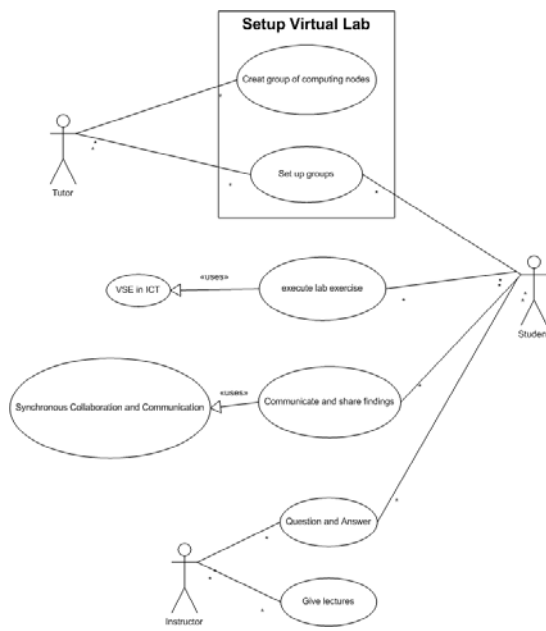 Setup Virtual Lab
Creat group of computing nodes
Tutor
Set up groups
«uses»
VSE in ICT
execute lab exercise
Student
«uses»
Synchronous Collaboration and Communication
Communicate and share findings
Question and Answer
Instructor
Give lectures